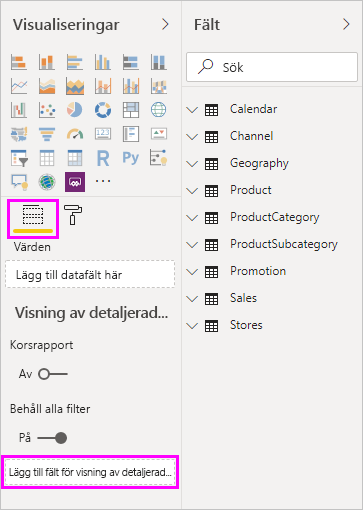 Visualiseringar
Fält
Sök
123
R
Py
Värden
Lägg till datafält här
Visning av detaljerad...
Korsrapport
Av
Behåll alla filter
På
Lägg till fält för visning av detaljerad...
Calendar
Channel
Geography
Product
ProductCategory
ProductSubcategory
Promotion
Sales
Stores